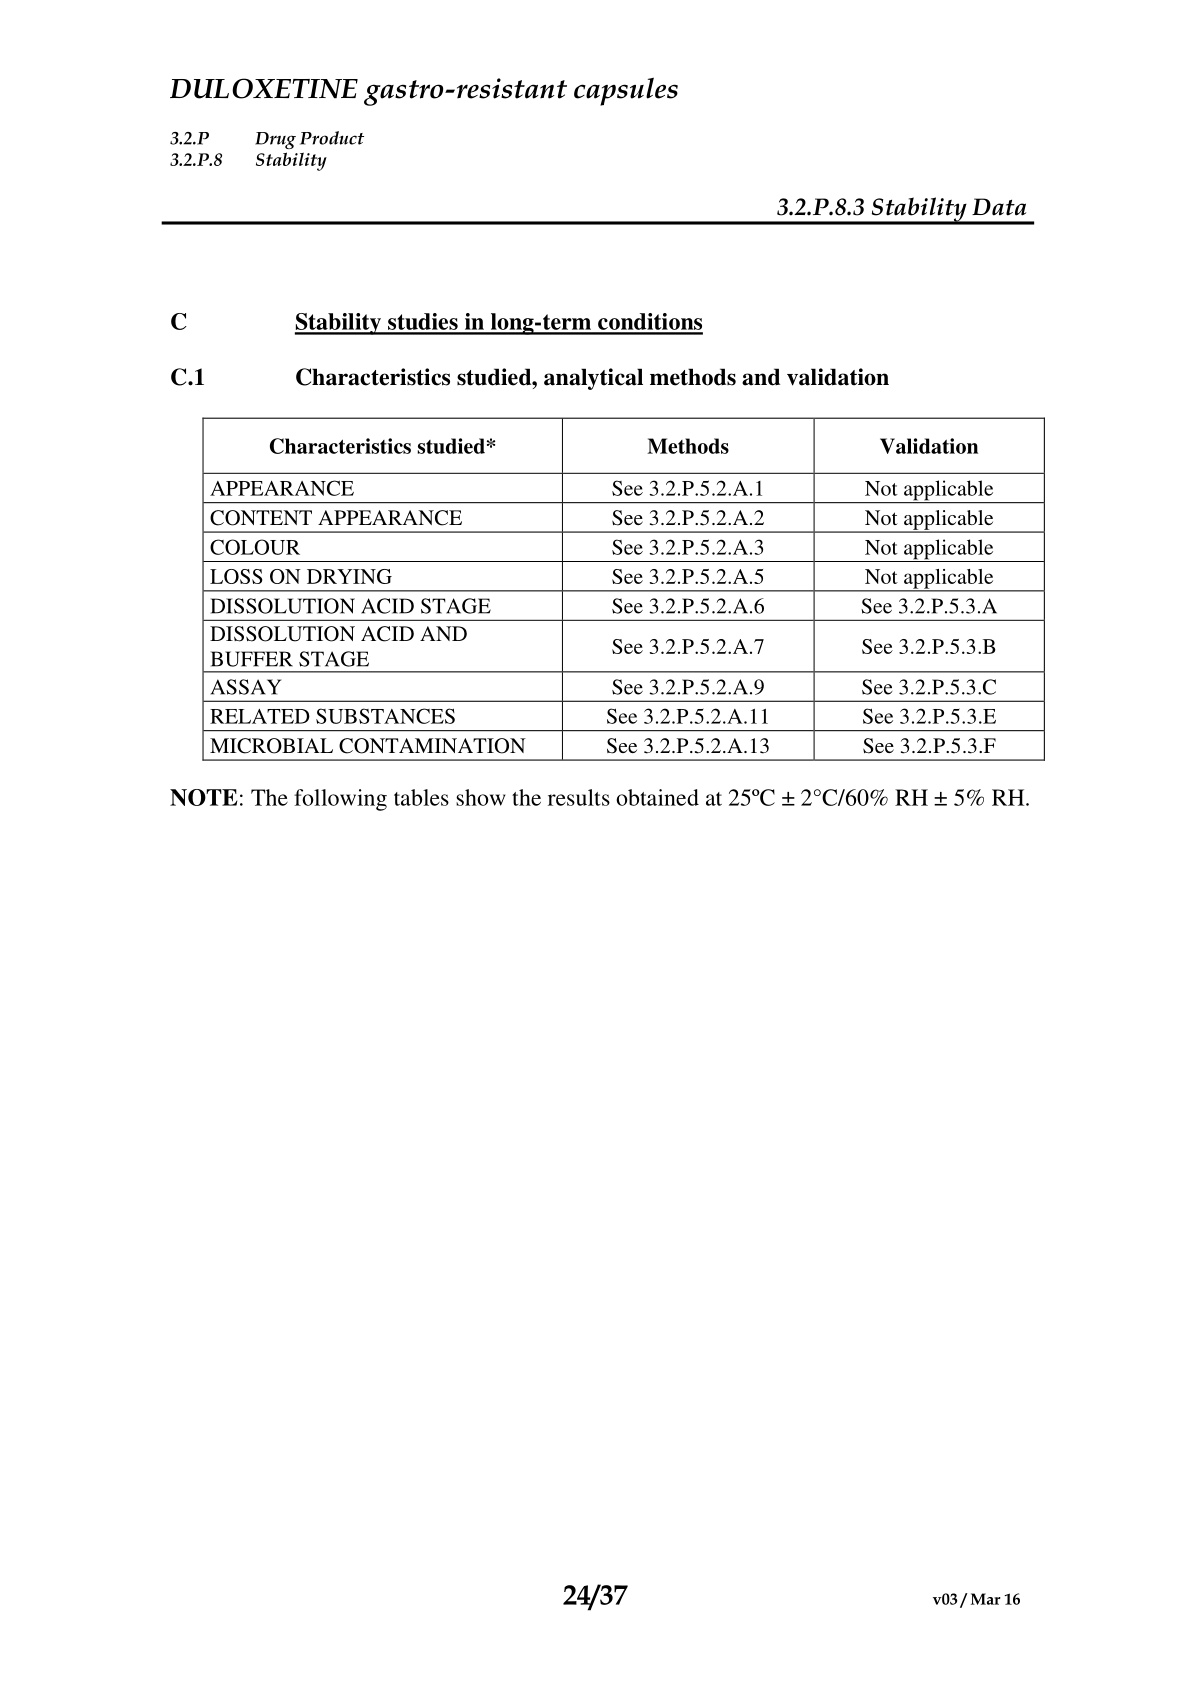 DULOXETINE gastro-resistant capsules
3.2.P Drug Product
3.2.P.8 Stability
3.2.P.8.3 Stability Data
C Stability studies in long-term conditions
C.1 Characteristics studied, analytical methods and validation
Characteristics studied* Methods Validation
APPEARANCE See 3.2.P.5.2.A.1 Not applicable
CONTENT APPEARANCE See 3.2.P.5.2.A.2 Not applicable
COLOUR See 3.2.P.5.2.A.3 Not applicable
LOSS ON DRYING See 3.2.P.5.2.A.5 Not applicable
DISSOLUTION ACID STAGE See 3.2.P.5.2.A.6 See 3.2.P.5.3.A
DISSOLUTION ACID AND
BUFFER STAGE See 3.2.P.5.2.A.7 See 3.2.P.5.3.B
ASSAY See 3.2.P.5.2.A.9 See 3.2.P.5.3.C
RELATED SUBSTANCES See 3.2.P.5.2.A.11 See 3.2.P.5.3.E
MICROBIAL CONTAMINATION See 3.2.P.5.2.A.13 See 3.2.P.5.3.F
NOTE: The following tables show the results obtained at 25ºC ± 2°C/60% RH ± 5% RH.
24/37 v03 / Mar 16